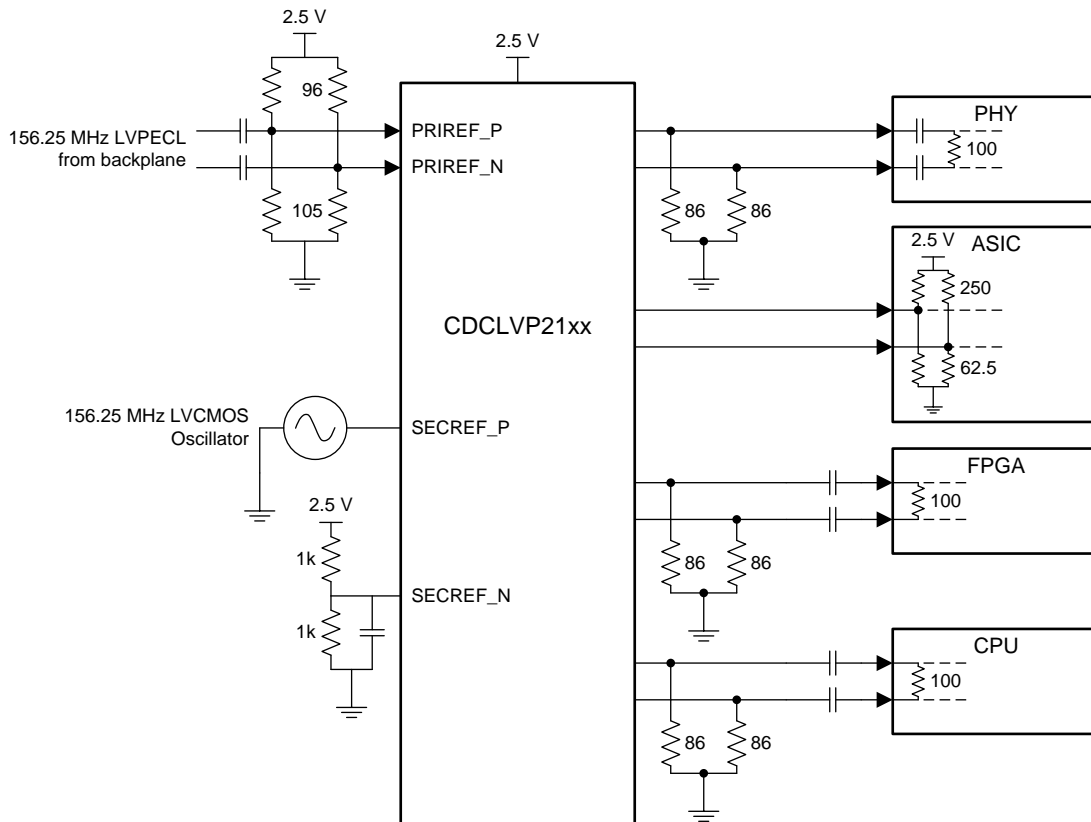 2.5 V
96
156.25 MHz LVPECL
from backplane
105
2.5 V
PRIREF_P
PRIREF_N
CDCLVP21xx
156.25 MHz LVCMOS
Oscillator
SECREF_P
2.5 V
1k
1k
SECREF_N
86
86
PHY
100
ASIC
2.5 V
250
62.5
86
86
FPGA
100
86
86
CPU
100